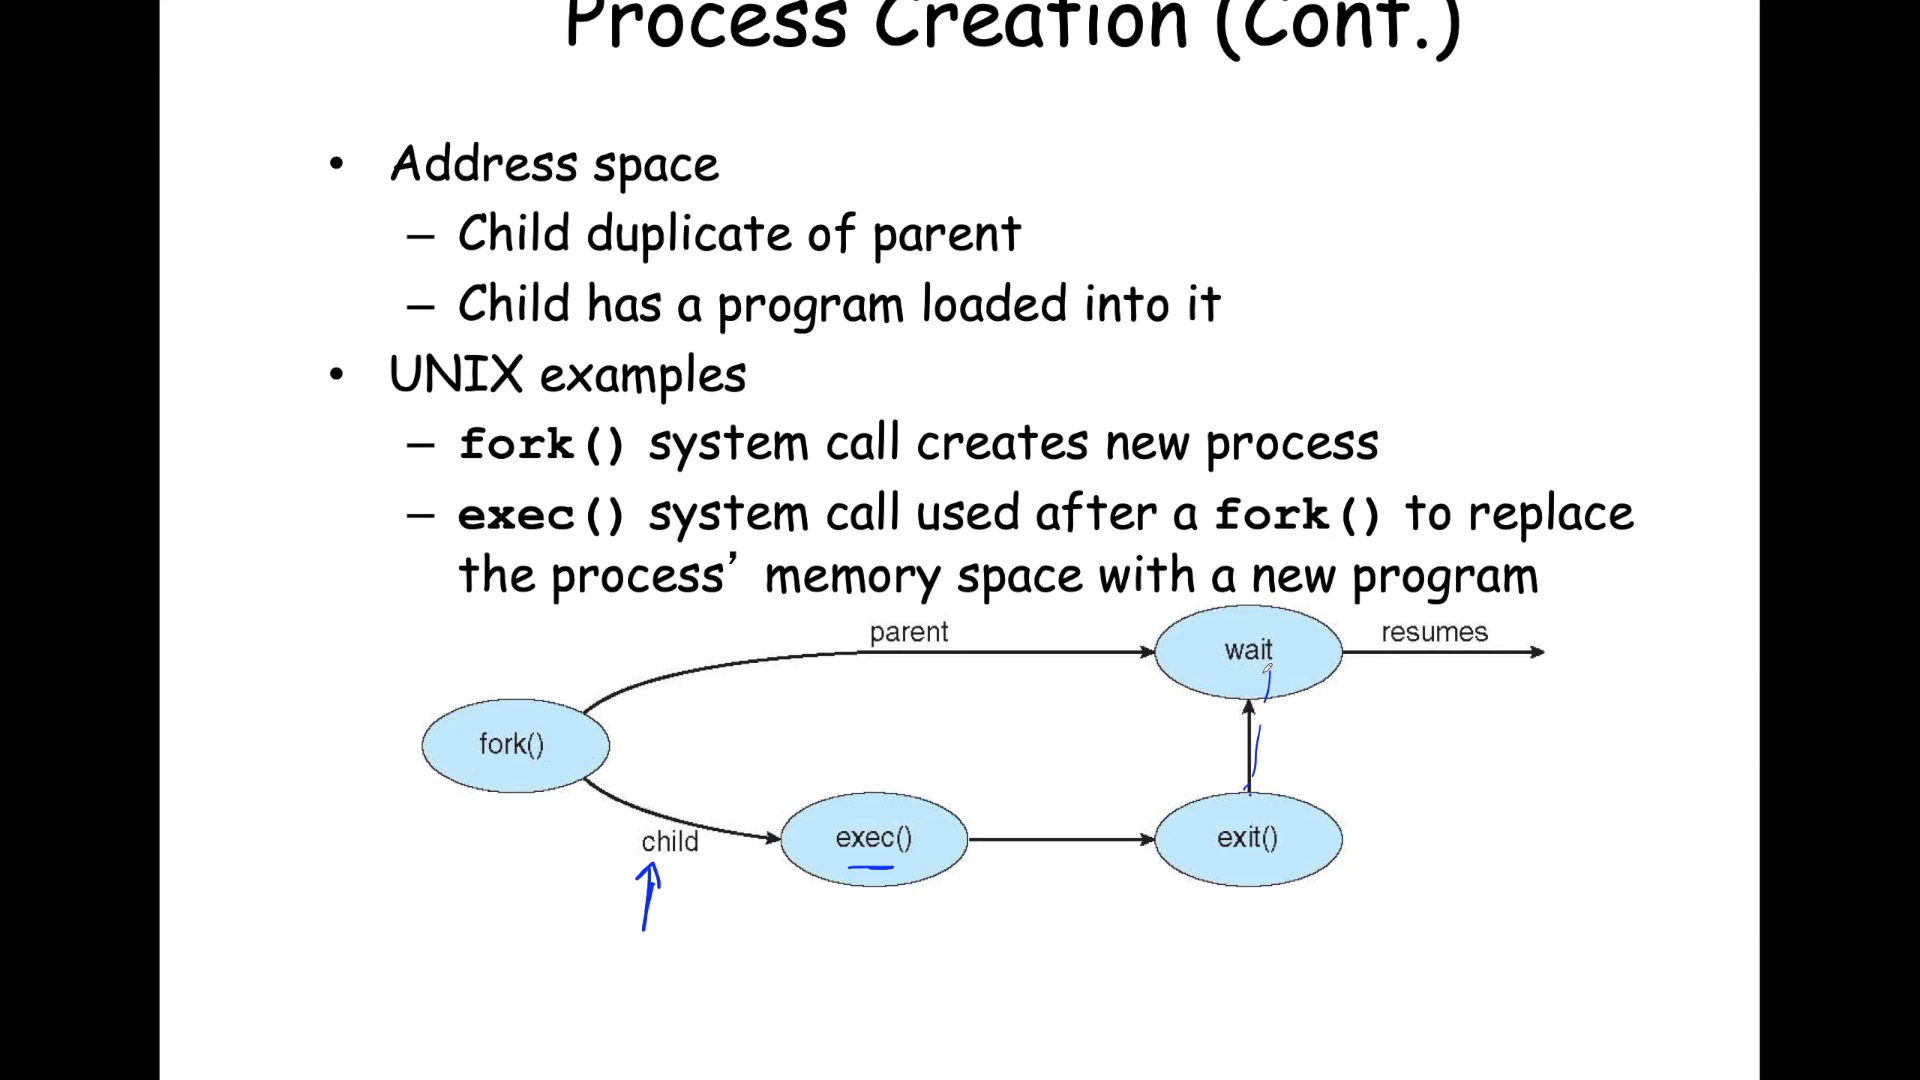 Process Creation (Cont.)
• Address space
– Child duplicate of parent
– Child has a program loaded into it
• UNIX examples
– fork() system call creates new process
– exec() system call used after a fork() to replace
the process’ memory space with a new program
parent
wait
resumes
fork()
child
exec()
exit()